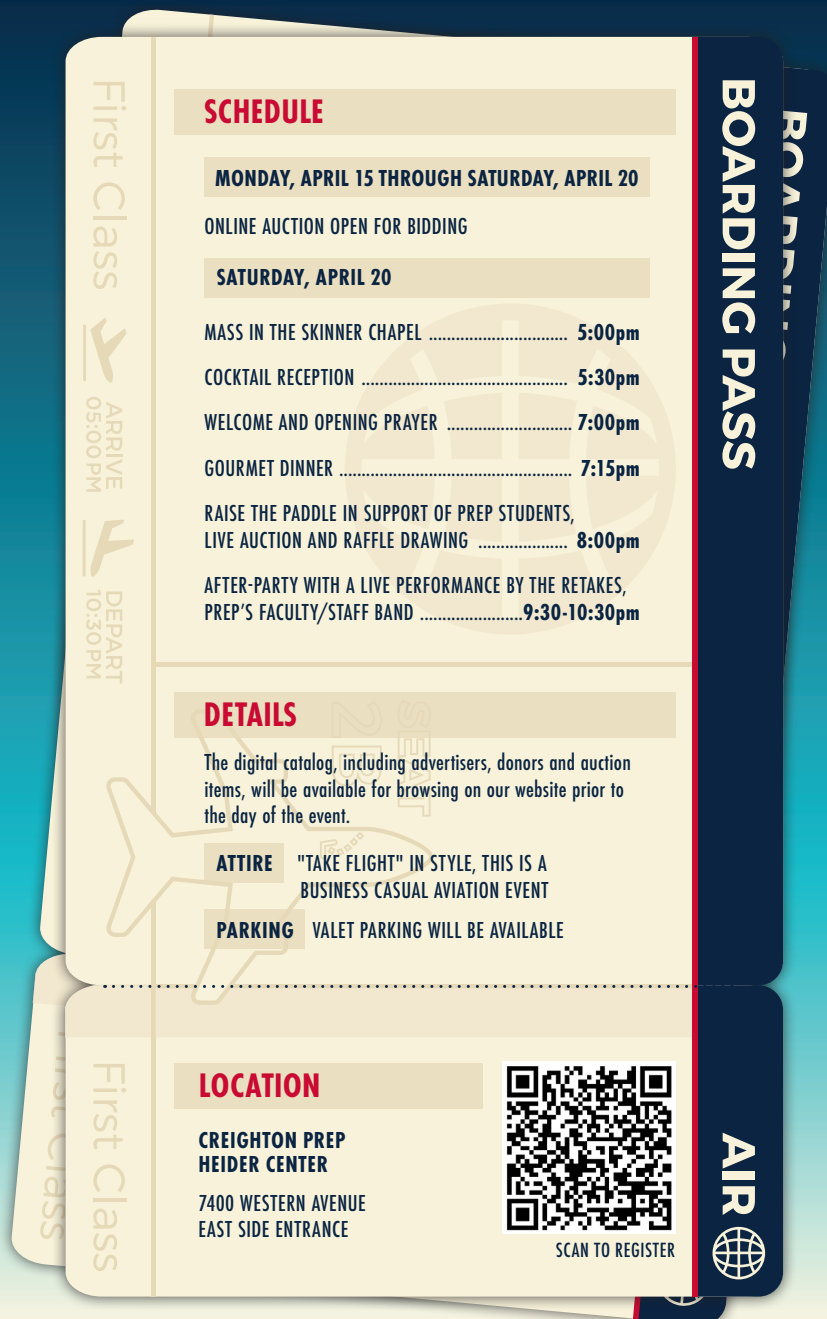 SCHEDULE
MONDAY, APRIL 15 THROUGH SATURDAY, APRIL 20
ONLINE AUCTION OPEN FOR BIDDING
SATURDAY, APRIL 20
MASS IN THE SKINNER CHAPEL ................................ 5:00pm
COCKTAIL RECEPTION ................................................ 5:30pm
WELCOME AND OPENING PRAYER ............................. 7:00pm
GOURMET DINNER ...................................................... 7:15pm
RAISE THE PADDLE IN SUPPORT OF PREP STUDENTS,
LIVE AUCTION AND RAFFLE DRAWING .................... 8:00pm
AFTER-PARTY WITH A LIVE PERFORMANCE BY THE RETAKES,
PREP'S FACULTY/STAFF BAND ........................9:30-10:30pm
DETAILS
The digital catalog, including advertisers, donors and auction
items, will be available for browsing on our website prior to
the day of the event.
ATTIRE "TAKE FLIGHT" IN STYLE, THIS IS A
BUSINESS CASUAL AVIATION EVENT
PARKING VALET PARKING WILL BE AVAILABLE
LOCATION
CREIGHTON PREP
HEIDER CENTER
7400 WESTERN AVENUE
EAST SIDE ENTRANCE
SCAN TO REGISTER
First Class
ARRIVE
05:00PM
DEPART
10:30PM
SEAT
2B
First Class
First Class
BOARDING PASS
BOARDING
AIR